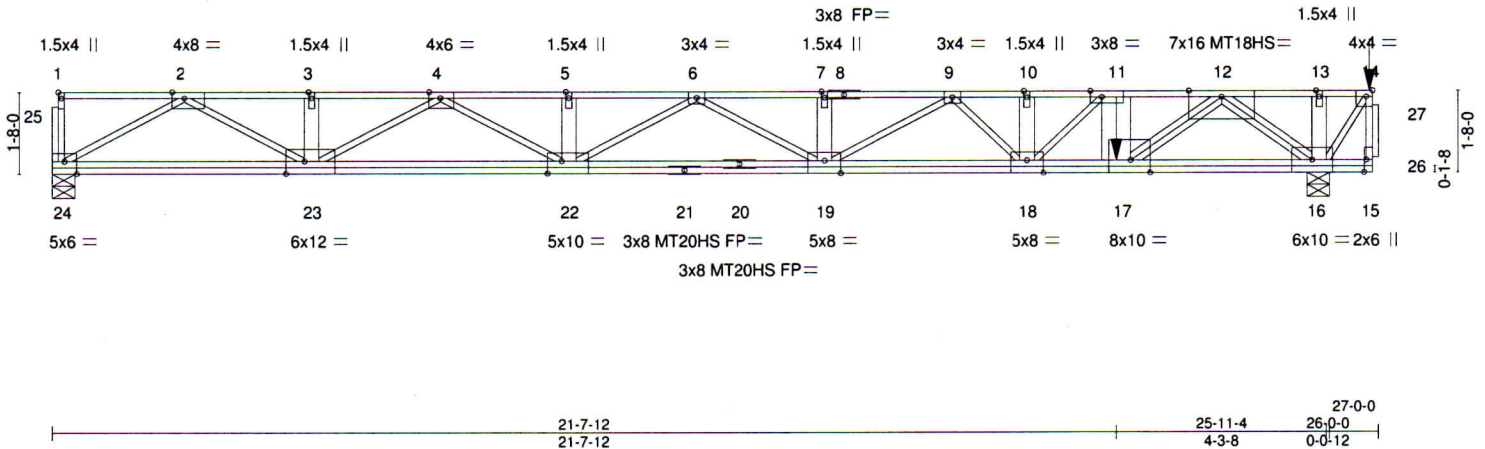 3x8 FP=
1.5x4 ||
1.5x4 || 4x8 = 1.5x4 || 4x6 = 1.5x4 || 3x4 = 1.5x4 || 3x4 = 1.5x4 || 3x8 = 7x16 MT18HS= 4x4 =
1 2 3 4 5 6 7 8 9 10 11 12 13
25
27
1-8-0
1-8-0
26
0-1-8
24 23 22 21 20 19 18 17 16 15
5x6 = 6x12 = 5x10 = 3x8 MT20HS FP= 5x8 = 5x8 = 8x10 = 6x10 = 2x6 ||
3x8 MT20HS FP=
27-0-0
21-7-12 25-11-4 26-0-0
21-7-12 4-3-8 0-0-12